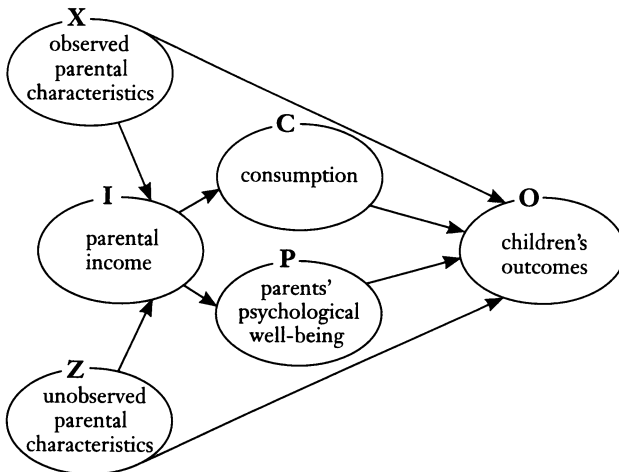 X
observed
parental
characteristics
C
consumption
I
parental
income
O
children's
outcomes
P
parents'
psychological
well-being
Z
unobserved
parental
characteristics